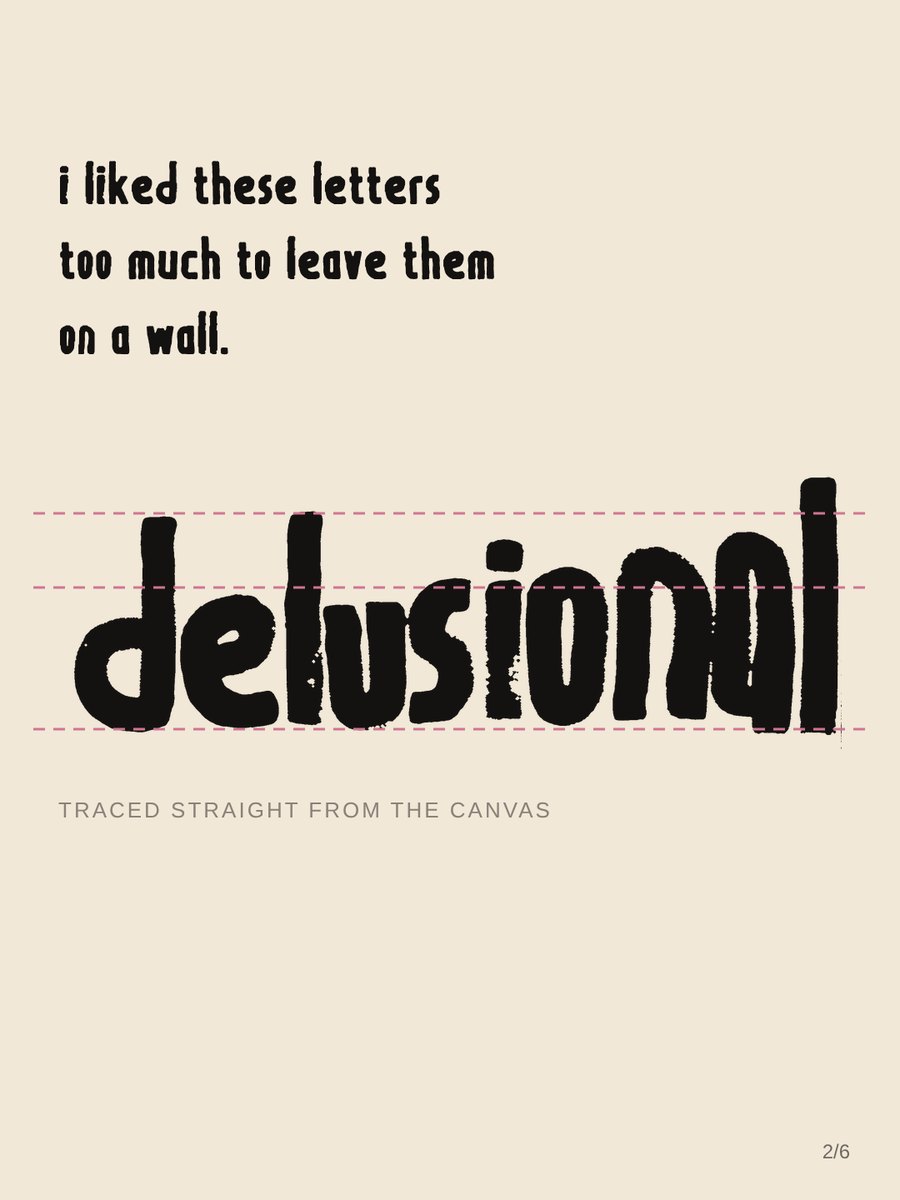 i liked these letters
too much to leave them
on a wall.
delusional
TRACED STRAIGHT FROM THE CANVAS
2/6